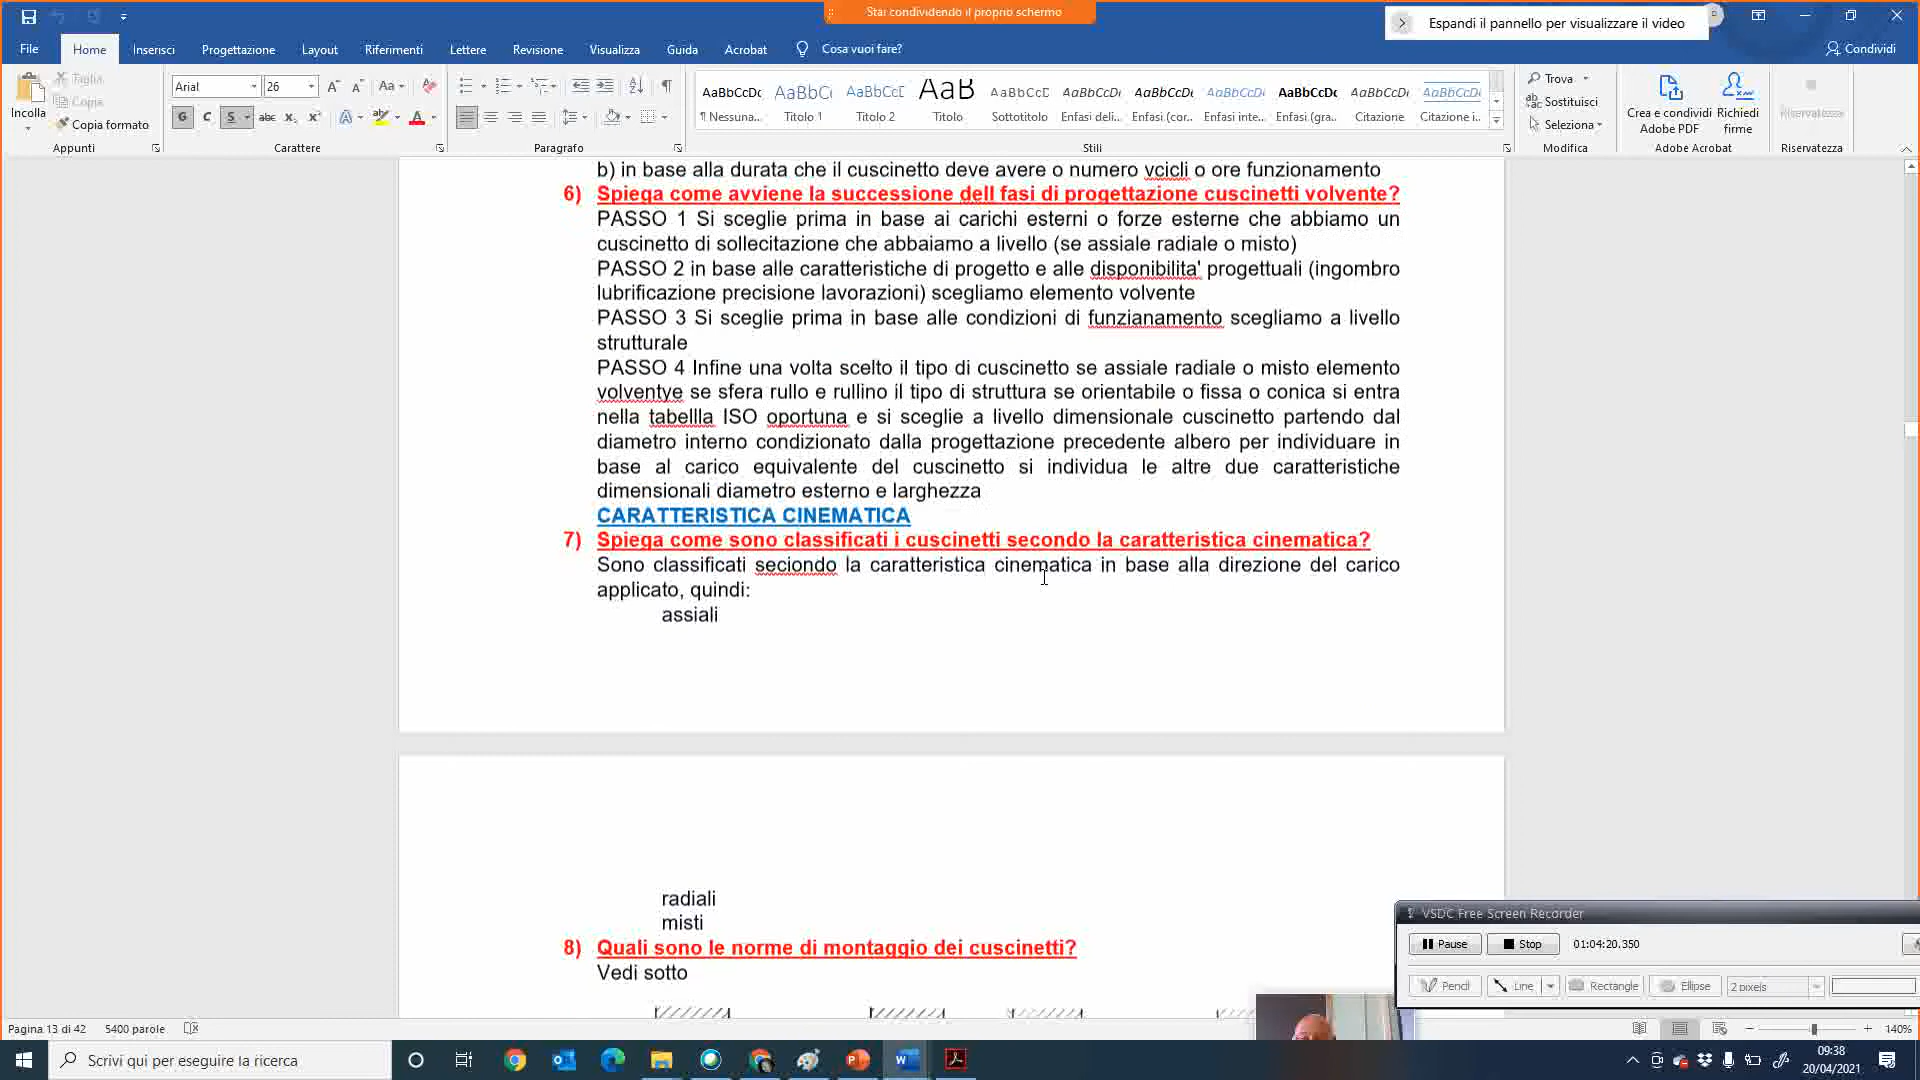 Stai condividendo il proprio schermo
Espandi il pannello per visualizzare il video
File Home Inserisci Progettazione Layout Riferimenti Lettere Revisione Visualizza Guida Acrobat Cosa vuoi fare? Condividi
Incolla
Taglia
Copia
Copia formato
Appunti
Arial 26
Carattere
Paragrafo
AaBbCcDc AaBbC( AaBbCcD AaB AaBbCcD AaBbCcD( AaBbCcD( AaBbCcD( AaBbCcDc AaBbCcD( AaBbCcD(
¶ Nessuna... Titolo 1 Titolo 2 Titolo Sottotitolo Enfasi deli... Enfasi (cor... Enfasi inte... Enfasi (gra... Citazione Citazione i...
Stili
Trova
Sostituisci
Seleziona
Modifica
Crea e condividi Adobe PDF
Richiedi firme
Adobe Acrobat
Riservatezza
Riservatezza
b) in base alla durata che il cuscinetto deve avere o numero vcicli o ore funzionamento
6) Spiega come avviene la successione dell fasi di progettazione cuscinetti volvente?
PASSO 1 Si sceglie prima in base ai carichi esterni o forze esterne che abbiamo un
cuscinetto di sollecitazione che abbaiamo a livello (se assiale radiale o misto)
PASSO 2 in base alle caratteristiche di progetto e alle disponibilita' progettuali (ingombro
lubrificazione precisione lavorazioni) scegliamo elemento volvente
PASSO 3 Si sceglie prima in base alle condizioni di funzianamento scegliamo a livello
strutturale
PASSO 4 Infine una volta scelto il tipo di cuscinetto se assiale radiale o misto elemento
volventye se sfera rullo e rullino il tipo di struttura se orientabile o fissa o conica si entra
nella tabellla ISO oportuna e si sceglie a livello dimensionale cuscinetto partendo dal
diametro interno condizionato dalla progettazione precedente albero per individuare in
base al carico equivalente del cuscinetto si individua le altre due caratteristiche
dimensionali diametro esterno e larghezza
CARATTERISTICA CINEMATICA
7) Spiega come sono classificati i cuscinetti secondo la caratteristica cinematica?
Sono classificati seciondo la caratteristica cinematica in base alla direzione del carico
applicato, quindi:
assiali
radiali
misti
8) Quali sono le norme di montaggio dei cuscinetti?
Vedi sotto
VSDC Free Screen Recorder
Pause Stop 01:04:20.350
Pencil Line Rectangle Ellipse 2 pixels
Pagina 13 di 42 5400 parole
140%
Scrivi qui per eseguire la ricerca
09:38
20/04/2021